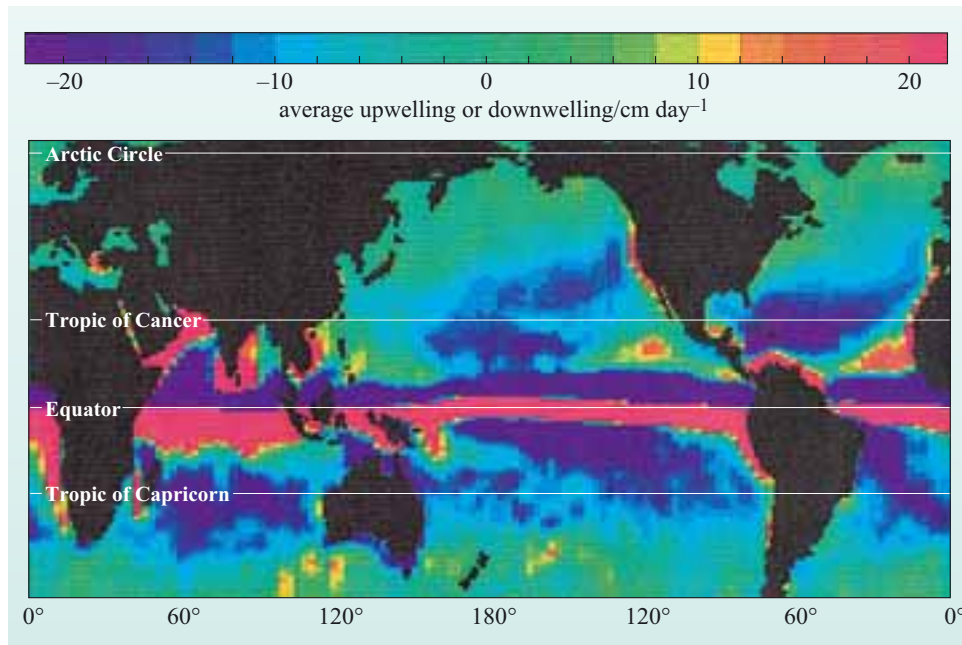 –20 –10 0 10 20
average upwelling or downwelling/cm day⁻¹
Arctic Circle
Tropic of Cancer
Equator
Tropic of Capricorn
0° 60° 120° 180° 120° 60° 0°